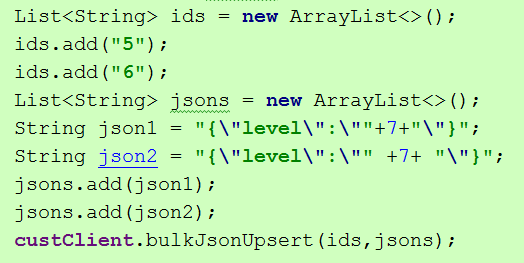 List<String> ids = new ArrayList<>();
ids.add("5");
ids.add("6");
List<String> jsons = new ArrayList<>();
String json1 = "{\"level\":\""+7+"\"}";
String json2 = "{\"level\":\"" +7+ "\"}";
jsons.add(json1);
jsons.add(json2);
custClient.bulkJsonUpsert(ids,jsons);